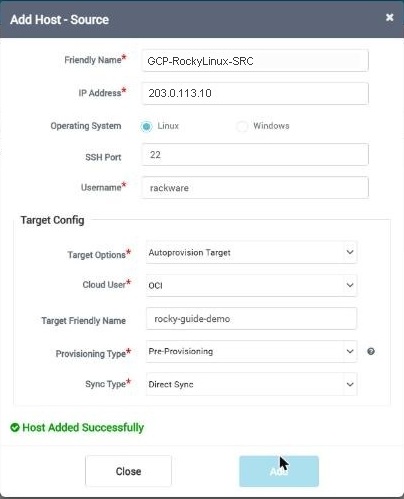 Add Host - Source ×
Friendly Name* GCP-RockyLinux-SRC
IP Address* 203.0.113.10
Operating System Linux Windows
SSH Port 22
Username* rackware
Target Config
Target Options* Autoprovision Target
Cloud User* OCI
Target Friendly Name rocky-guide-demo
Provisioning Type* Pre-Provisioning ?
Sync Type* Direct Sync
Host Added Successfully
Close Add